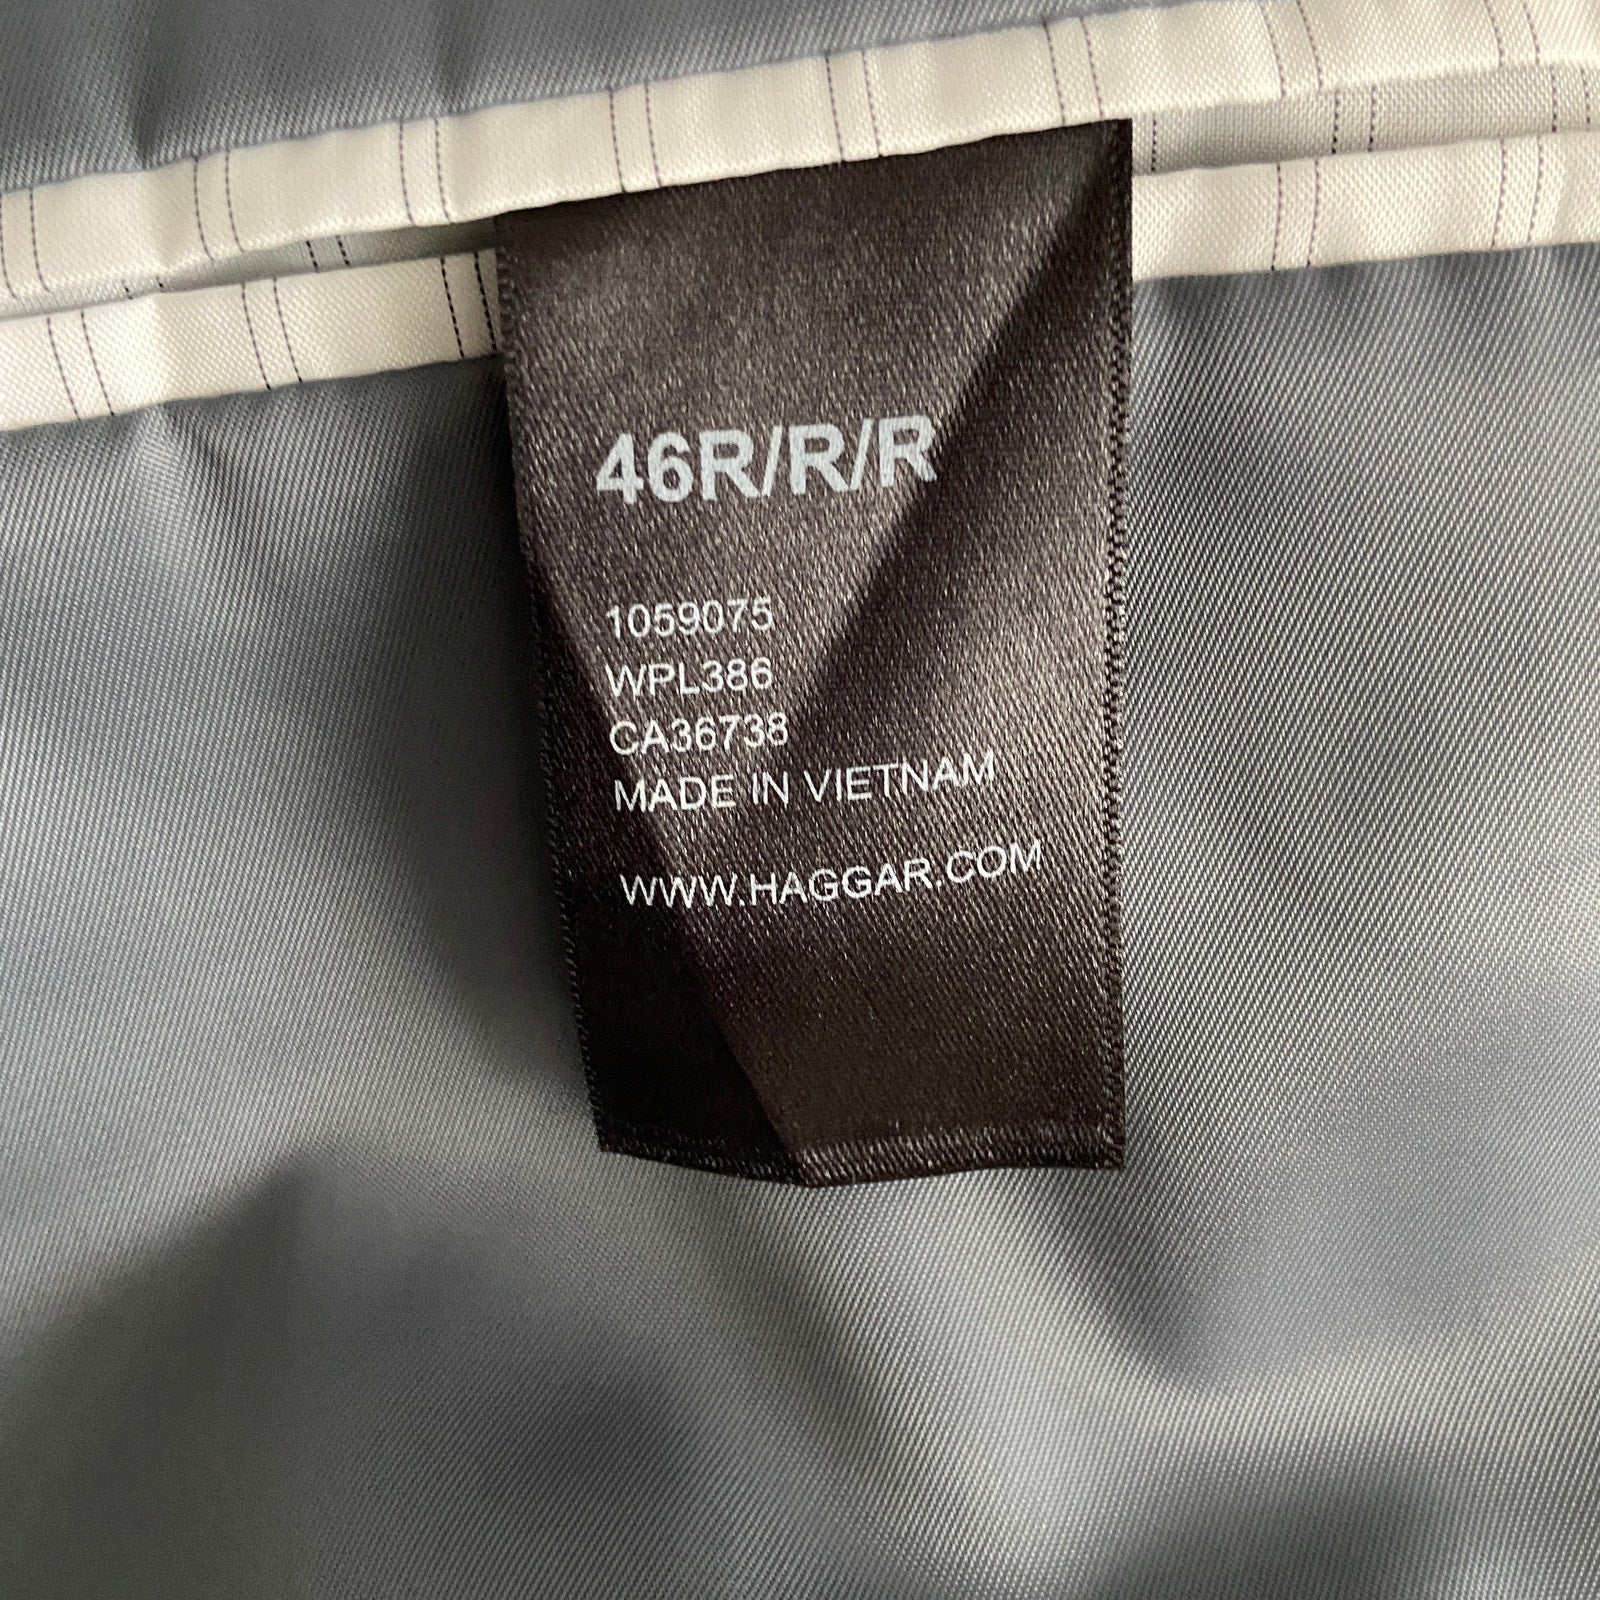 46R/R/R
1059075
WPL386
CA36738
MADE IN VIETNAM
WWW.HAGGAR.COM